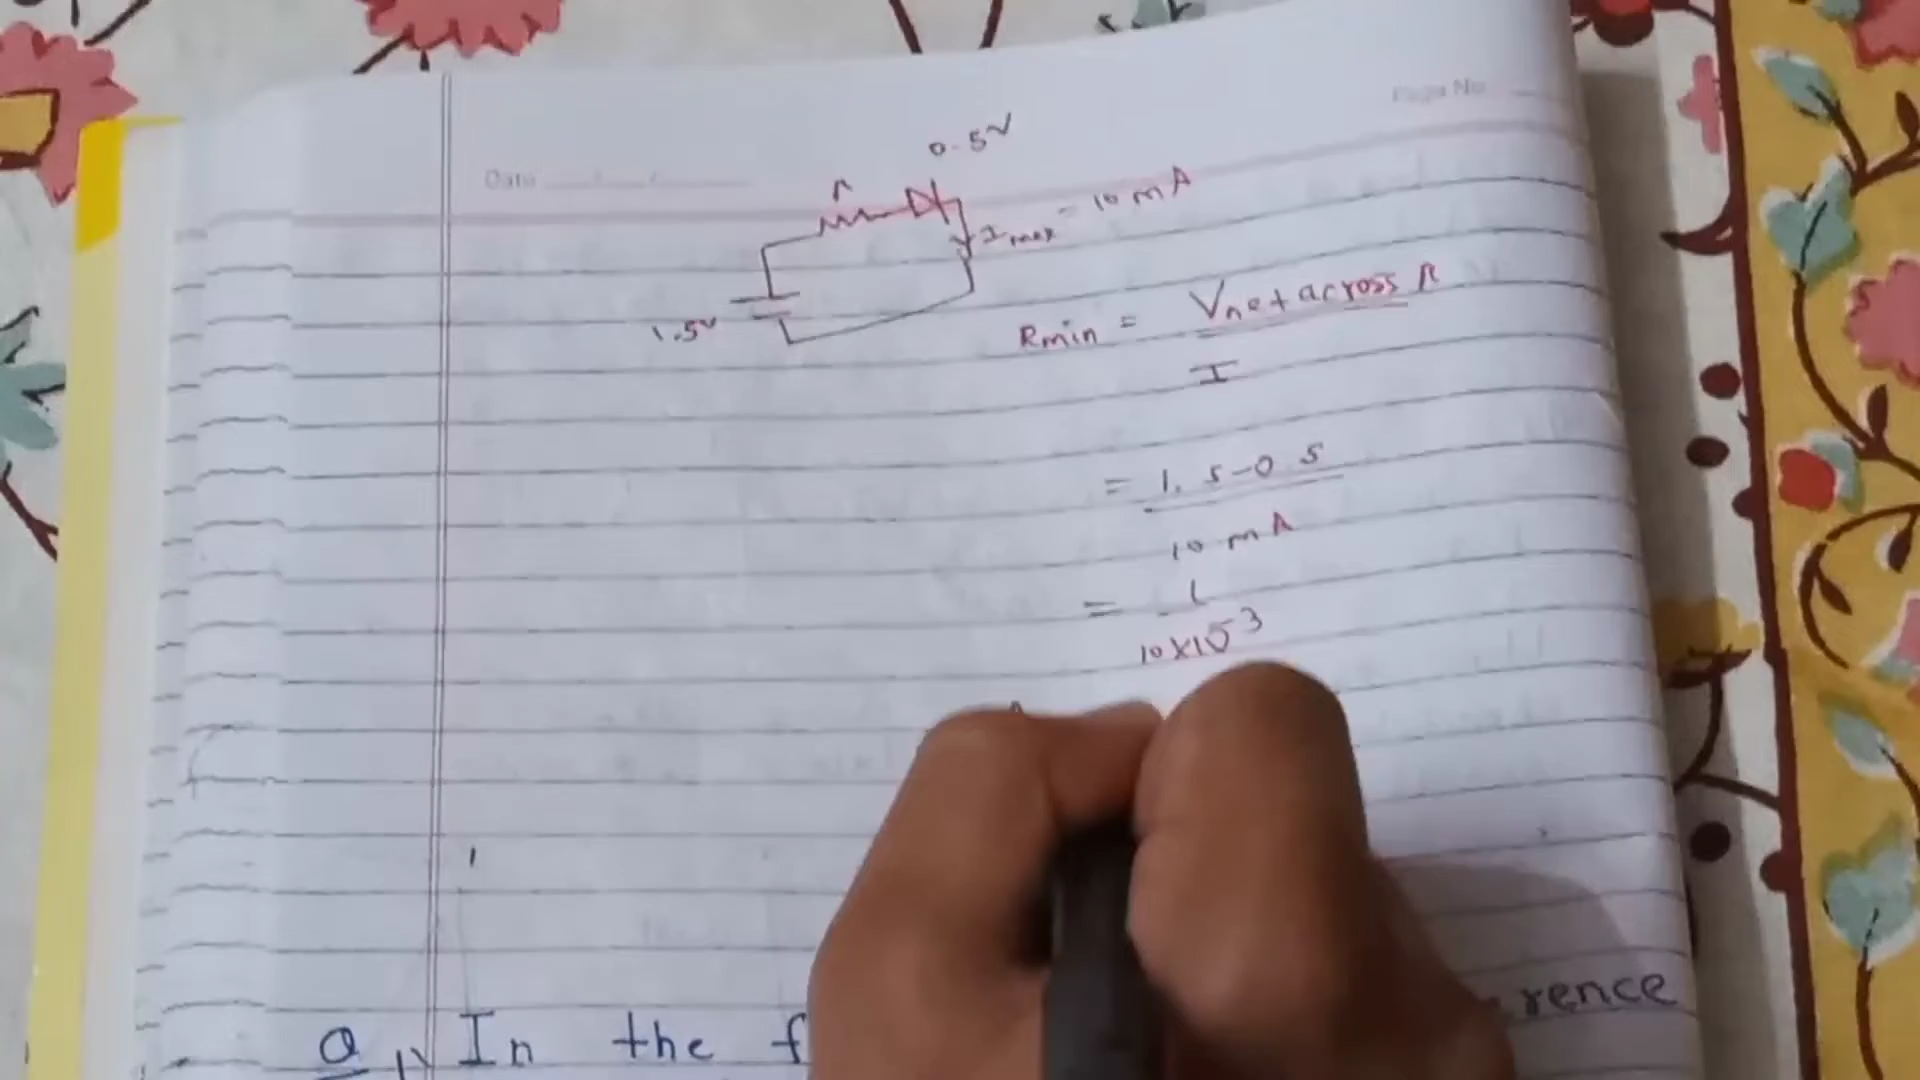 Page No.
Date
0.5V
r
Imax = 10 mA
1.5V
Rmin = Vnet across R
I
= 1.5-0.5
10 mA
= 1
10×10-3
rence
Q In the f